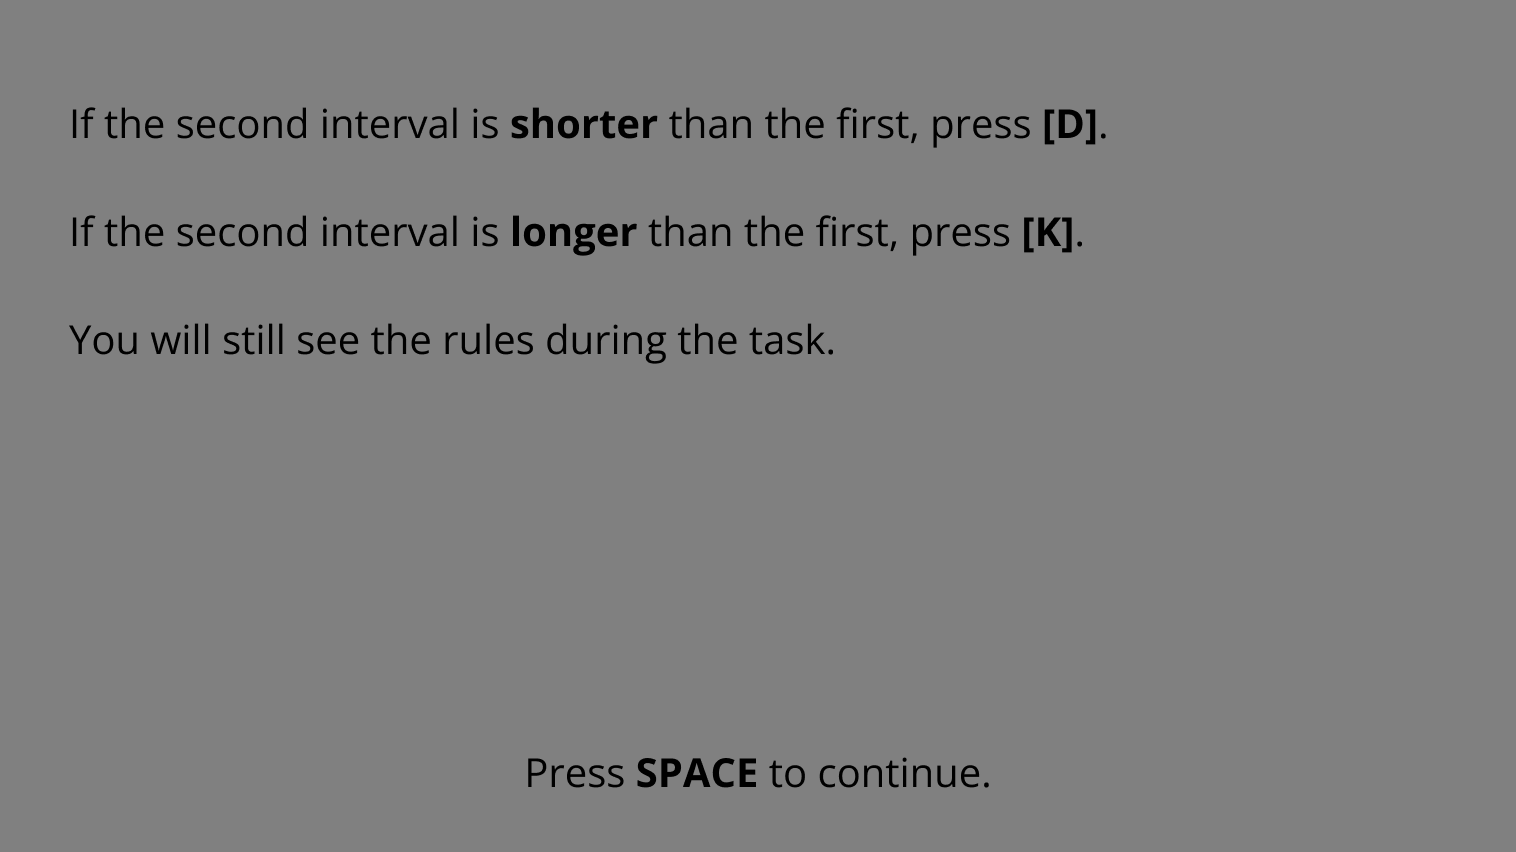 If the second interval is shorter than the first, press [D].
If the second interval is longer than the first, press [K].
You will still see the rules during the task.
Press SPACE to continue.